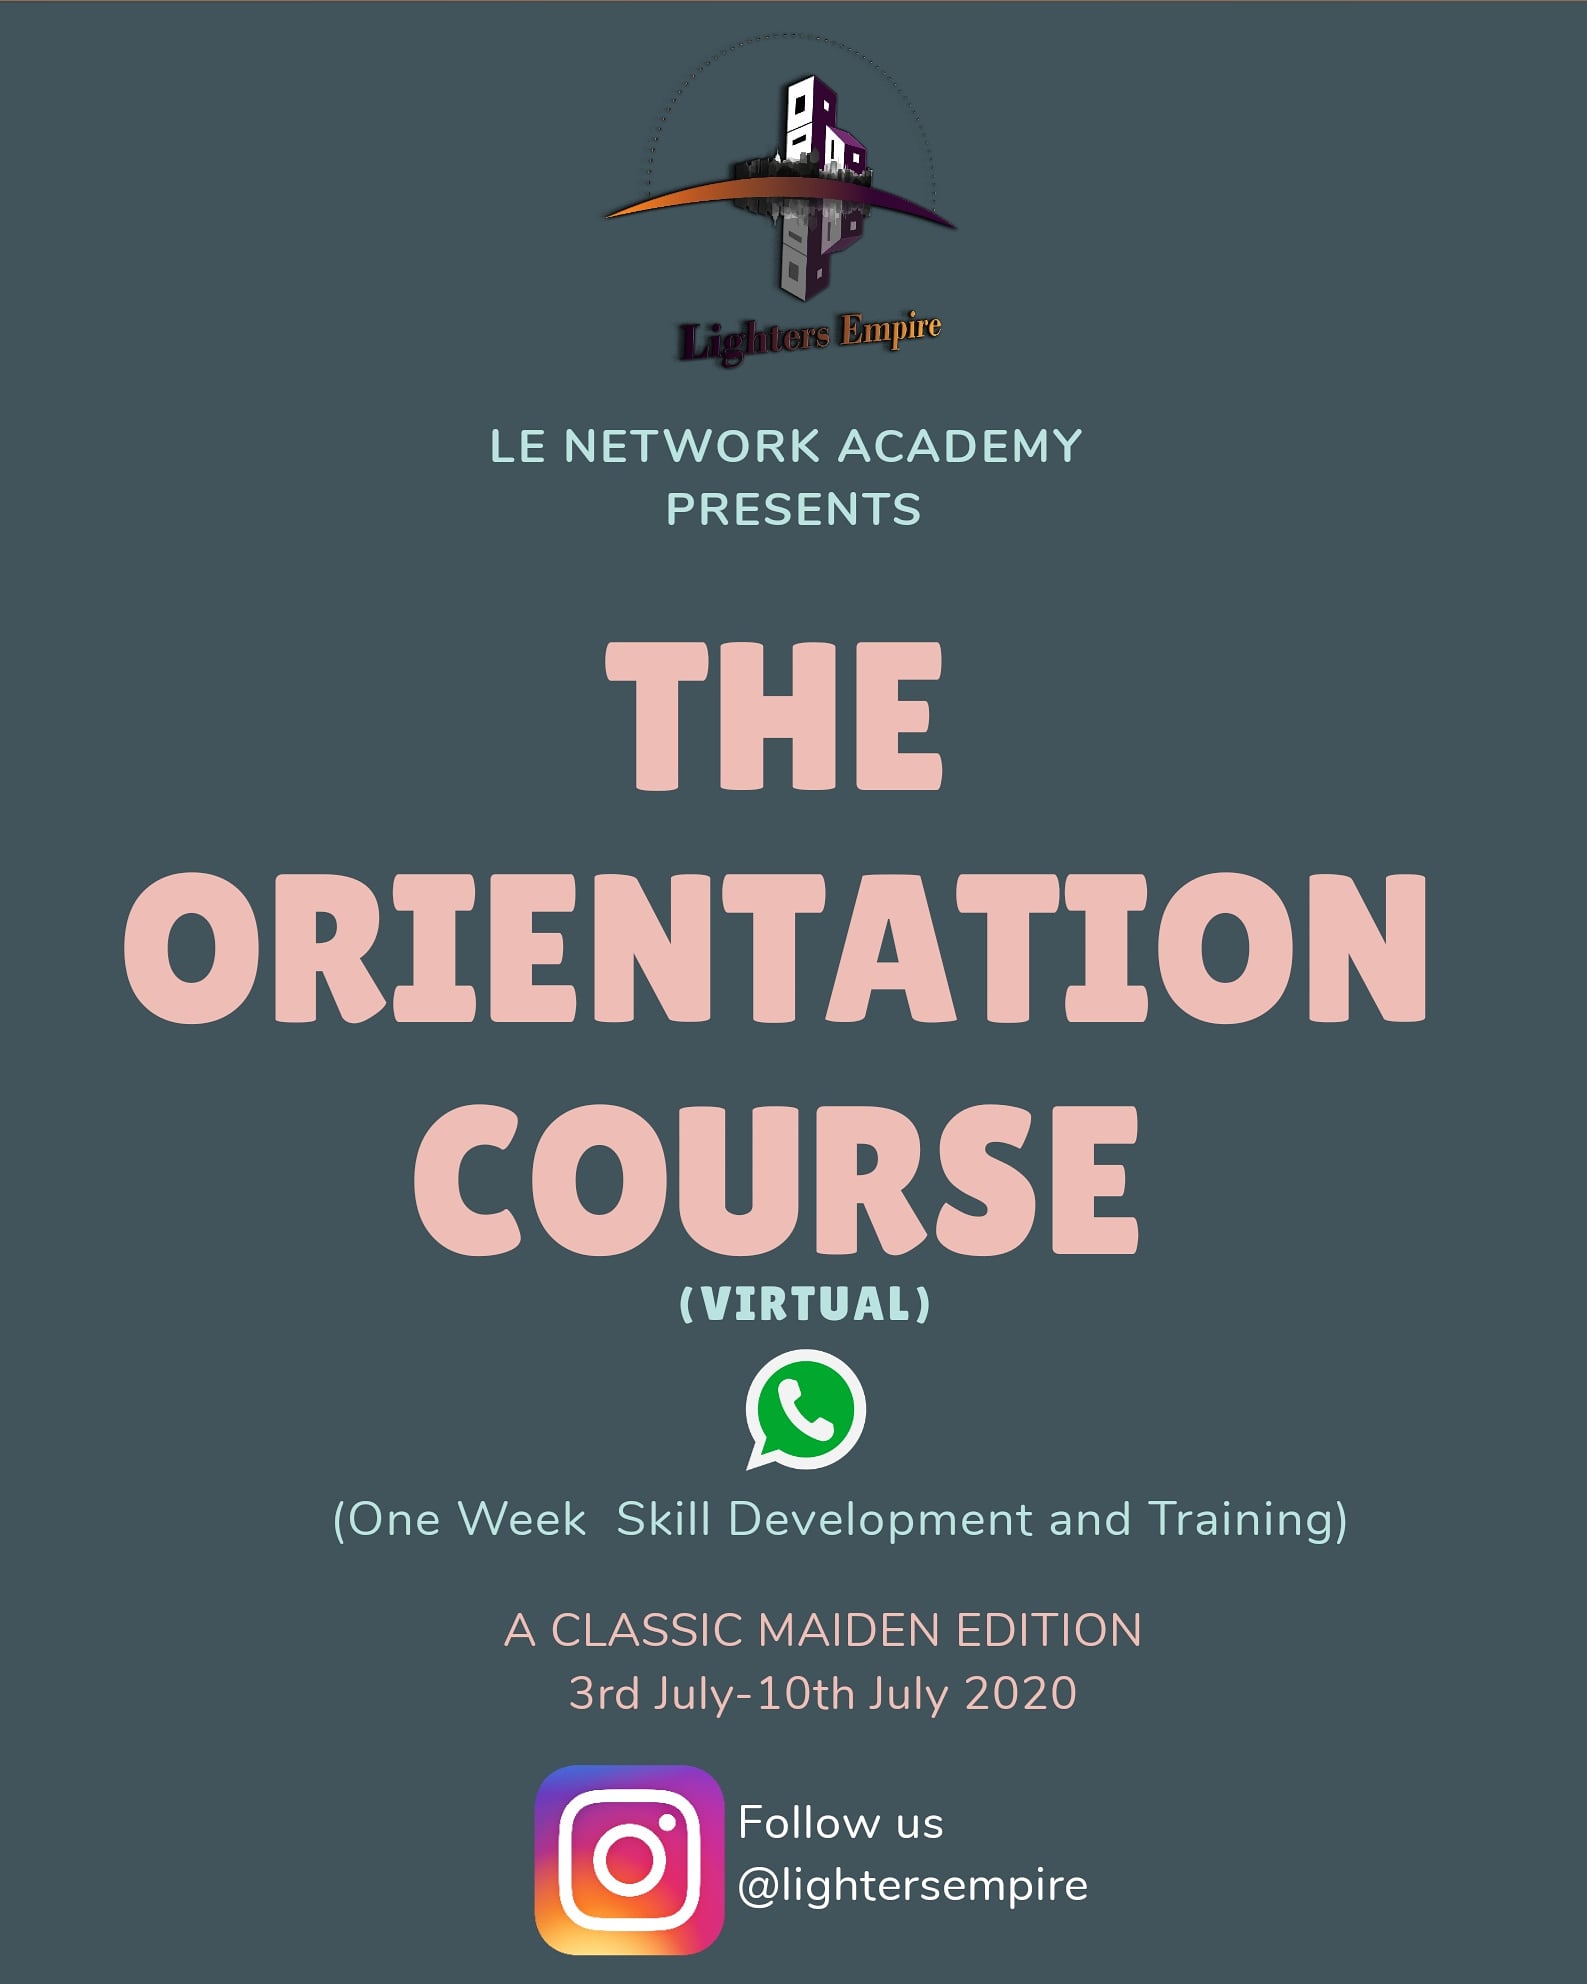 Lighters Empire
LE NETWORK ACADEMY
PRESENTS
THE
ORIENTATION
COURSE
(VIRTUAL)
(One Week Skill Development and Training)
A CLASSIC MAIDEN EDITION
3rd July-10th July 2020
Follow us
@lightersempire